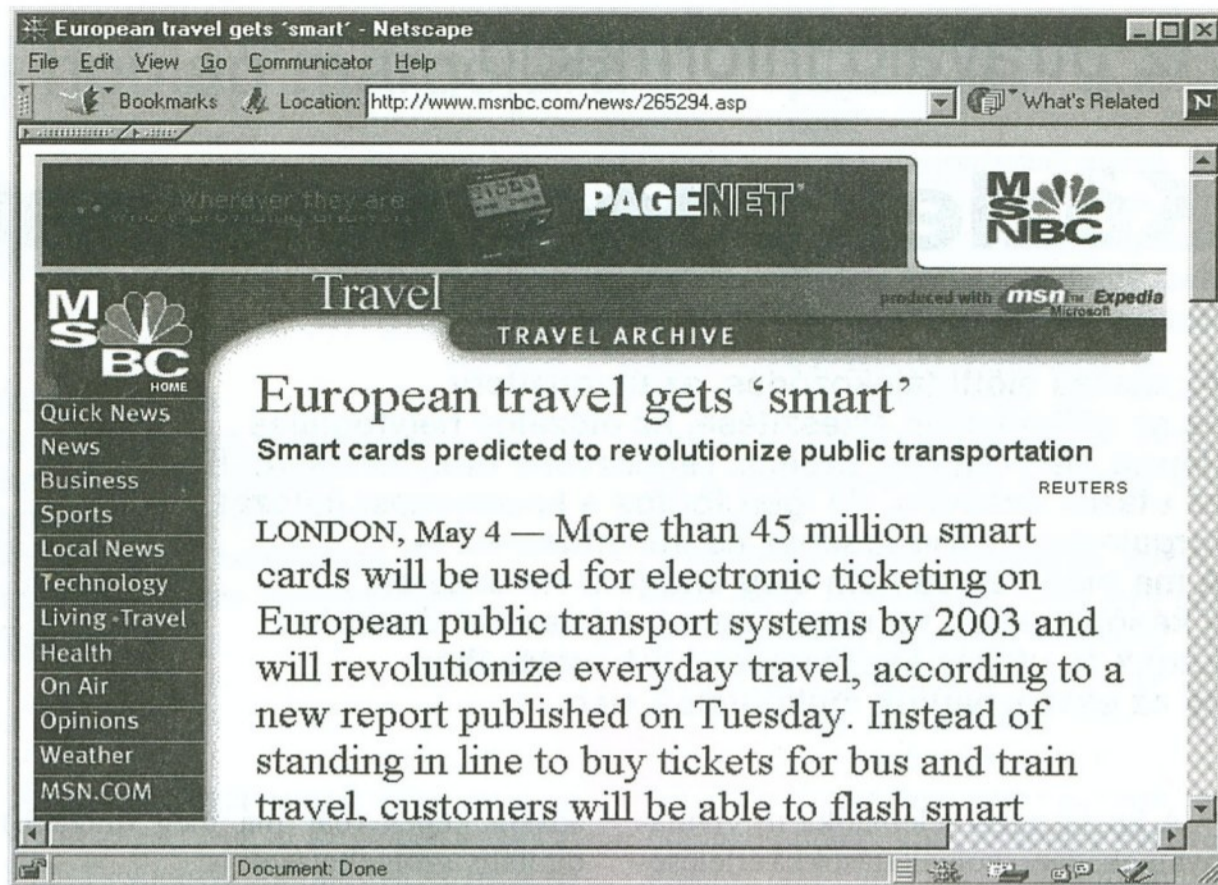 European travel gets 'smart' - Netscape
File Edit View Go Communicator Help
Bookmarks Location: http://www.msnbc.com/news/265294.asp What's Related N
wherever they are.
PAGENET
MSNBC
MSNBC
HOME
Travel
produced with msn Expedia
Microsoft
TRAVEL ARCHIVE
Quick News
News
Business
Sports
Local News
Technology
Living - Travel
Health
On Air
Opinions
Weather
MSN.COM
European travel gets 'smart'
Smart cards predicted to revolutionize public transportation
REUTERS
LONDON, May 4 — More than 45 million smart
cards will be used for electronic ticketing on
European public transport systems by 2003 and
will revolutionize everyday travel, according to a
new report published on Tuesday. Instead of
standing in line to buy tickets for bus and train
travel, customers will be able to flash smart
Document: Done